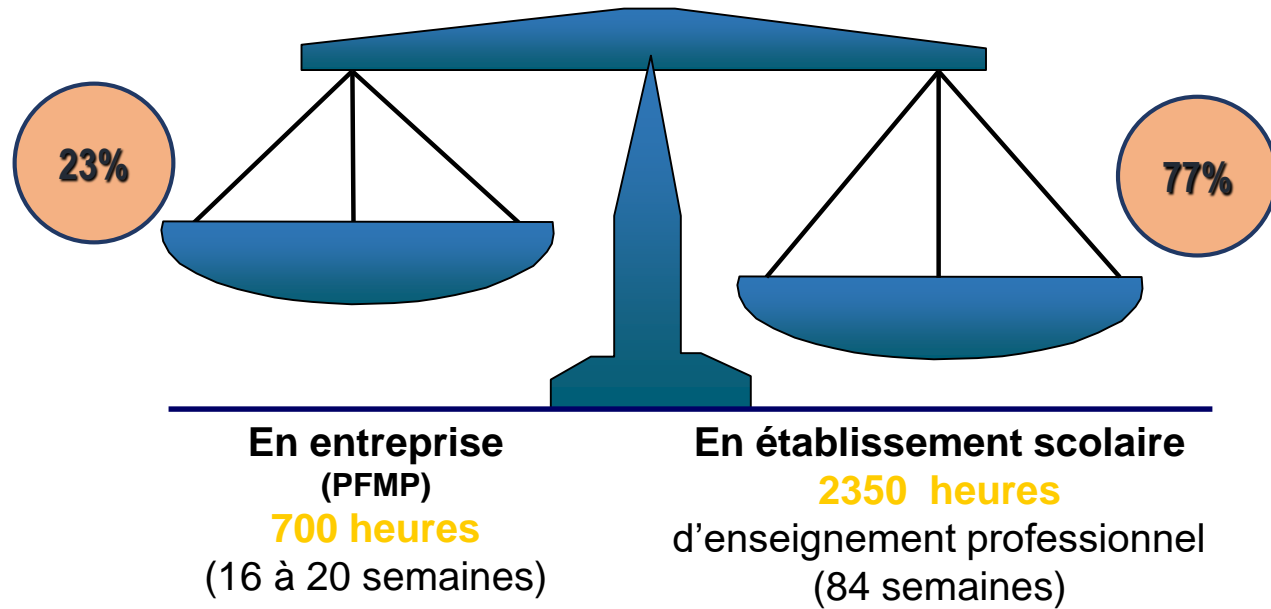 23%
77%
En entreprise
(PFMP)
700 heures
(16 à 20 semaines)
En établissement scolaire
2350 heures
d’enseignement professionnel
(84 semaines)